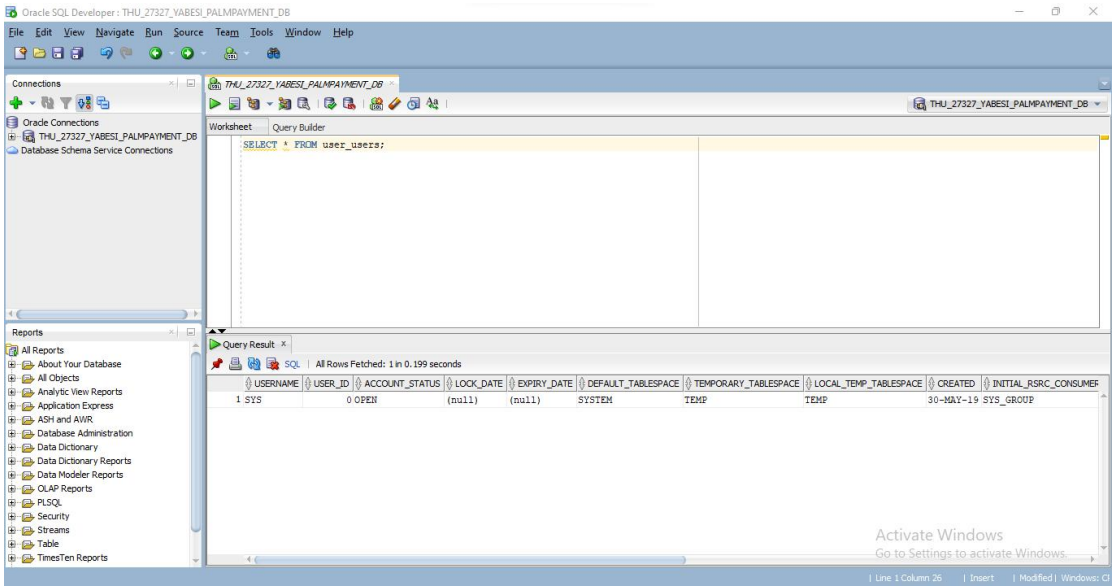 Oracle SQL Developer : THU_27327_YABESI_PALMPAYMENT_DB
File Edit View Navigate Run Source Team Tools Window Help
Connections
Oracle Connections
THU_27327_YABESI_PALMPAYMENT_DB
Database Schema Service Connections
THU_27327_YABESI_PALMPAYMENT_DB
THU_27327_YABESI_PALMPAYMENT_DB
Worksheet Query Builder
SELECT * FROM user_users;
Reports
All Reports
About Your Database
All Objects
Analytic View Reports
Application Express
ASH and AWR
Database Administration
Data Dictionary
Data Dictionary Reports
Data Modeler Reports
OLAP Reports
PLSQL
Security
Streams
Table
TimesTen Reports
Query Result
SQL | All Rows Fetched: 1 in 0.199 seconds
USERNAME USER_ID ACCOUNT_STATUS LOCK_DATE EXPIRY_DATE DEFAULT_TABLESPACE TEMPORARY_TABLESPACE LOCAL_TEMP_TABLESPACE CREATED INITIAL_RSRC_CONSUMER
1 SYS 0 OPEN (null) (null) SYSTEM TEMP TEMP 30-MAY-19 SYS_GROUP
Activate Windows
Go to Settings to activate Windows.
| Line 1 Column 26 | Insert | Modified | Windows: